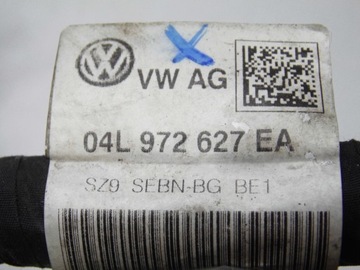 VW AG
04L 972 627 EA
SZ9 SEBN-BG BE1